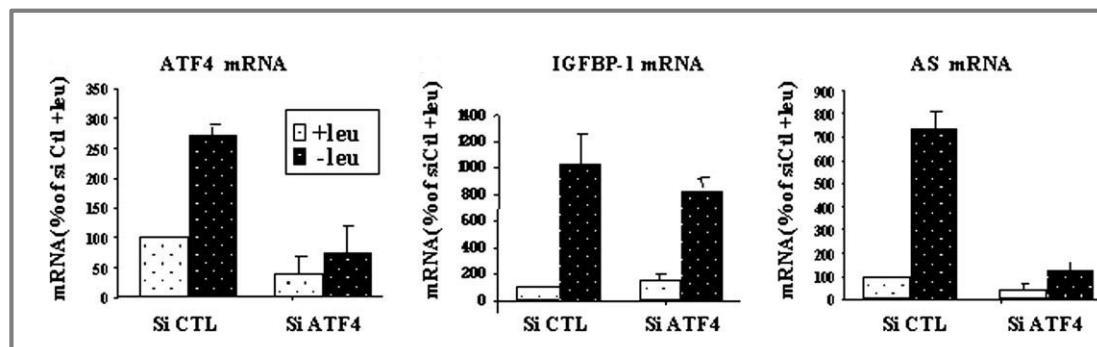 ATF4 mRNA
mRNA(%of si Ctl +leu)
350
300
250
200
150
100
50
0
+leu
-leu
Si CTL Si ATF4
IGFBP-1 mRNA
mRNA(%of siCtl +leu)
1400
1200
1000
800
600
400
200
0
Si CTL Si ATF4
AS mRNA
mRNA(%of siCtl +leu)
900
800
700
600
500
400
300
200
100
0
Si CTL Si ATF4